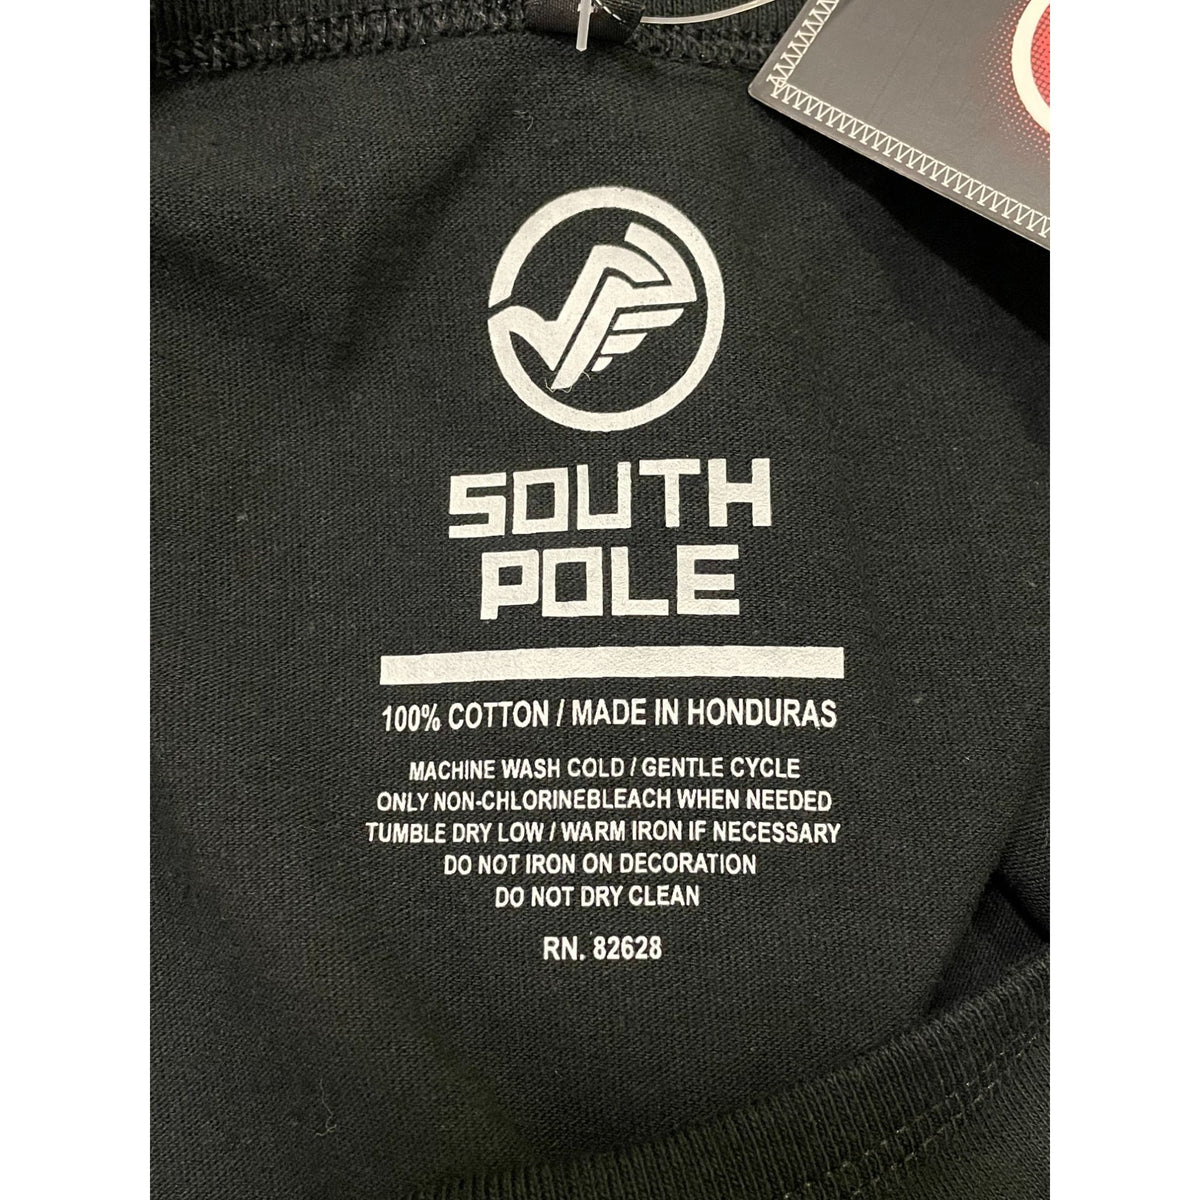 SOUTH
POLE
100% COTTON / MADE IN HONDURAS
MACHINE WASH COLD / GENTLE CYCLE
ONLY NON-CHLORINEBLEACH WHEN NEEDED
TUMBLE DRY LOW / WARM IRON IF NECESSARY
DO NOT IRON ON DECORATION
DO NOT DRY CLEAN
RN. 82628